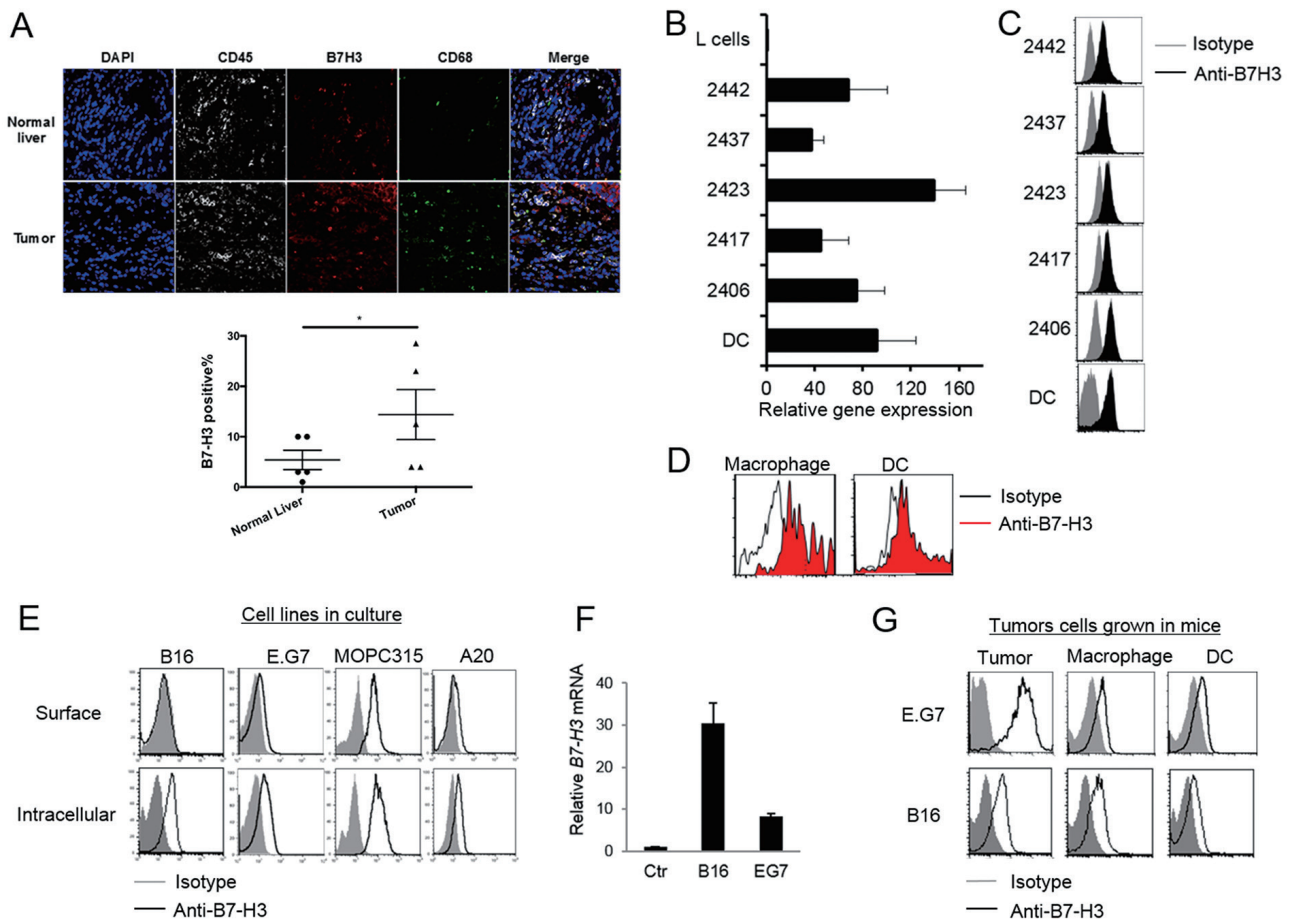 A
DAPI CD45 B7H3 CD68 Merge
Normal
liver
Tumor
*
B7-H3 positive%
30
20
10
0
Normal Liver
Tumor
B
L cells
2442
2437
2423
2417
2406
DC
0 40 80 120 160
Relative gene expression
C
2442
2437
2423
2417
2406
DC
Isotype
Anti-B7H3
D
Macrophage DC
Isotype
Anti-B7-H3
E
Cell lines in culture
B16 E.G7 MOPC315 A20
Surface
Intracellular
Isotype
Anti-B7-H3
F
Relative B7-H3 mRNA
40
30
20
10
0
Ctr B16 EG7
G
Tumors cells grown in mice
Tumor Macrophage DC
E.G7
B16
Isotype
Anti-B7-H3